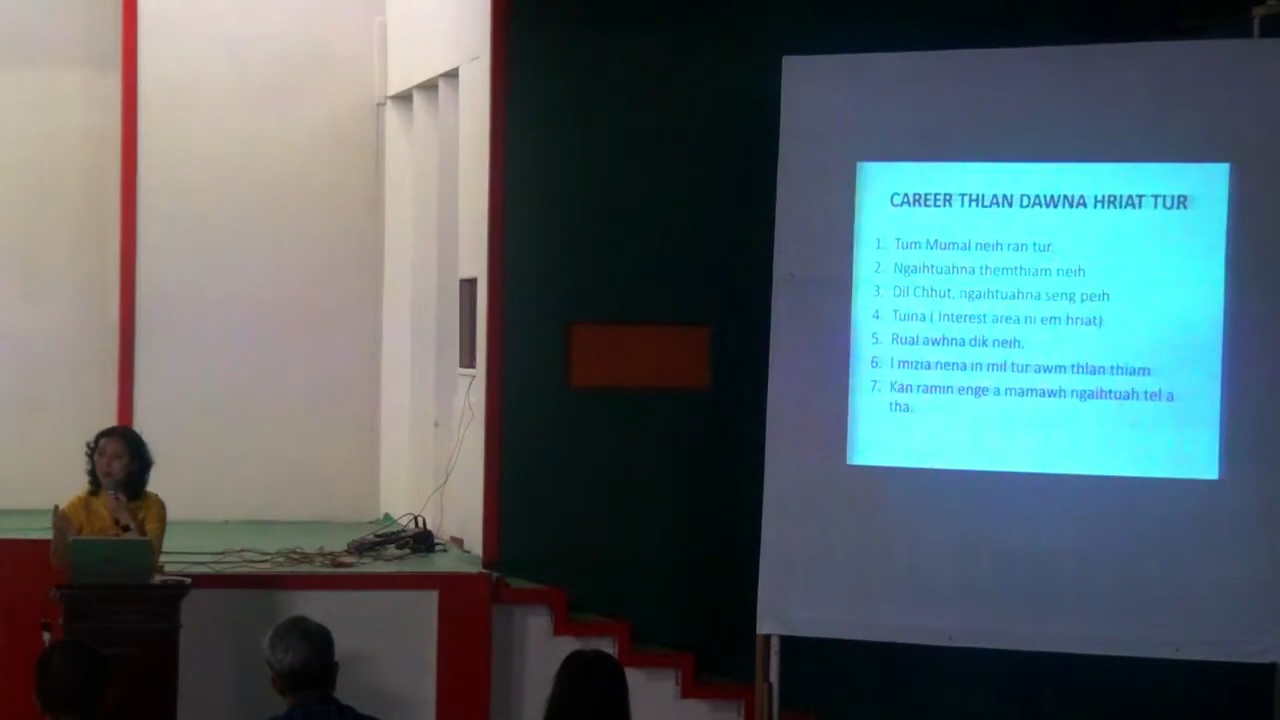 CAREER THLAN DAWNA HRIAT TUR
1. Tum Mumal neih ran tur.
2. Ngaihtuahna themthiam neih
3. Dil Chhut, ngaihtuahna seng peih
4. Tuina ( Interest area ni em hriat)
5. Rual awhna dik neih.
6. I mizia nena in mil tur awm thlan thiam
7. Kan ramin enge a mamawh ngaihtuah tel a
tha.